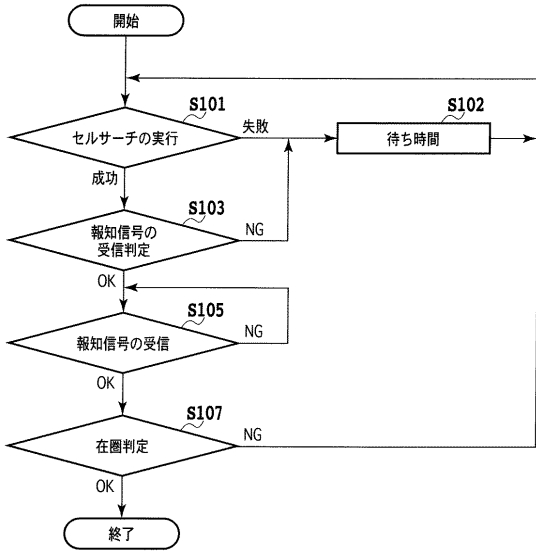 開始
S101
セルサーチの実行
失敗
S102
待ち時間
成功
S103
報知信号の
受信判定
NG
OK
S105
報知信号の受信
NG
OK
S107
在圏判定
NG
OK
終了